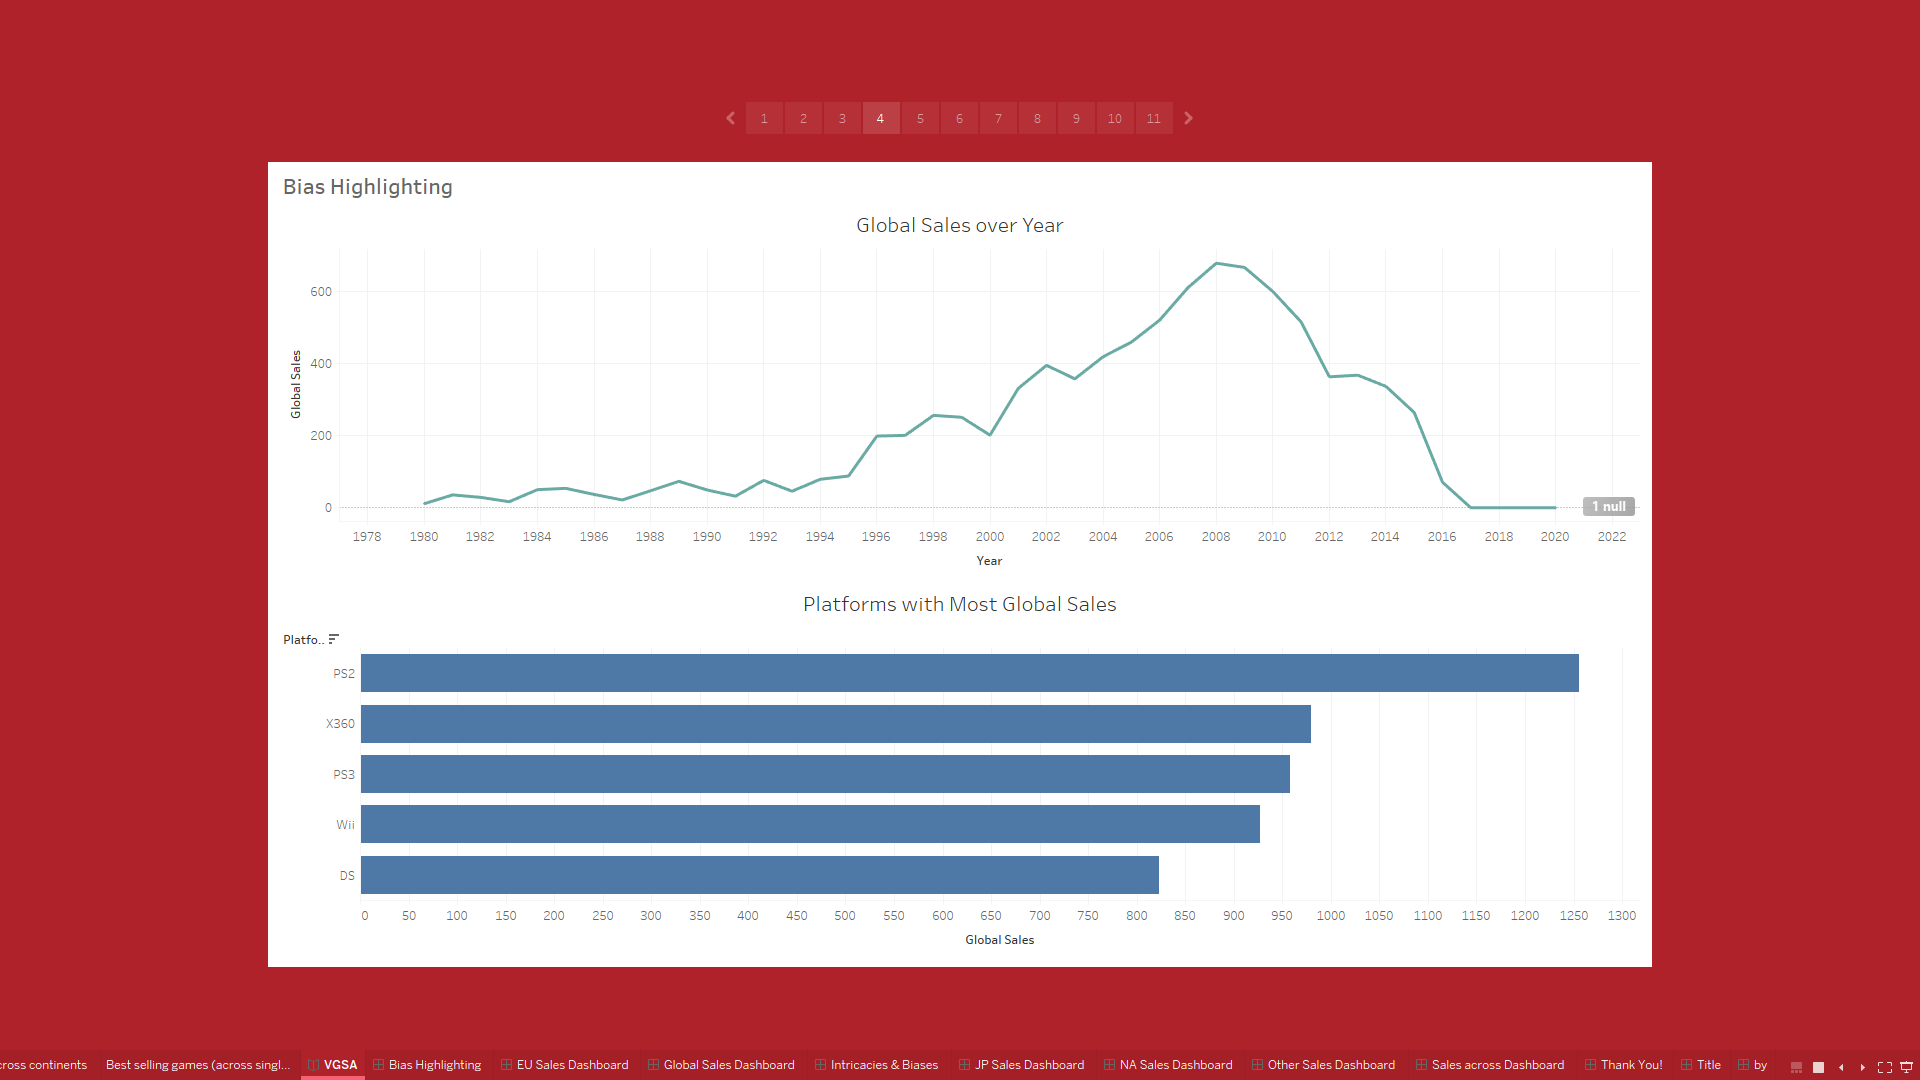 1 2 3 4 5 6 7 8 9 10 11
Bias Highlighting
Global Sales over Year
600
400
200
0
Global Sales
1 null
1978 1980 1982 1984 1986 1988 1990 1992 1994 1996 1998 2000 2002 2004 2006 2008 2010 2012 2014 2016 2018 2020 2022
Year
Platforms with Most Global Sales
Platfo..
PS2
X360
PS3
Wii
DS
0 50 100 150 200 250 300 350 400 450 500 550 600 650 700 750 800 850 900 950 1000 1050 1100 1150 1200 1250 1300
Global Sales
cross continents Best selling games (across singl... VGSA Bias Highlighting EU Sales Dashboard Global Sales Dashboard Intricacies & Biases JP Sales Dashboard NA Sales Dashboard Other Sales Dashboard Sales across Dashboard Thank You! Title by